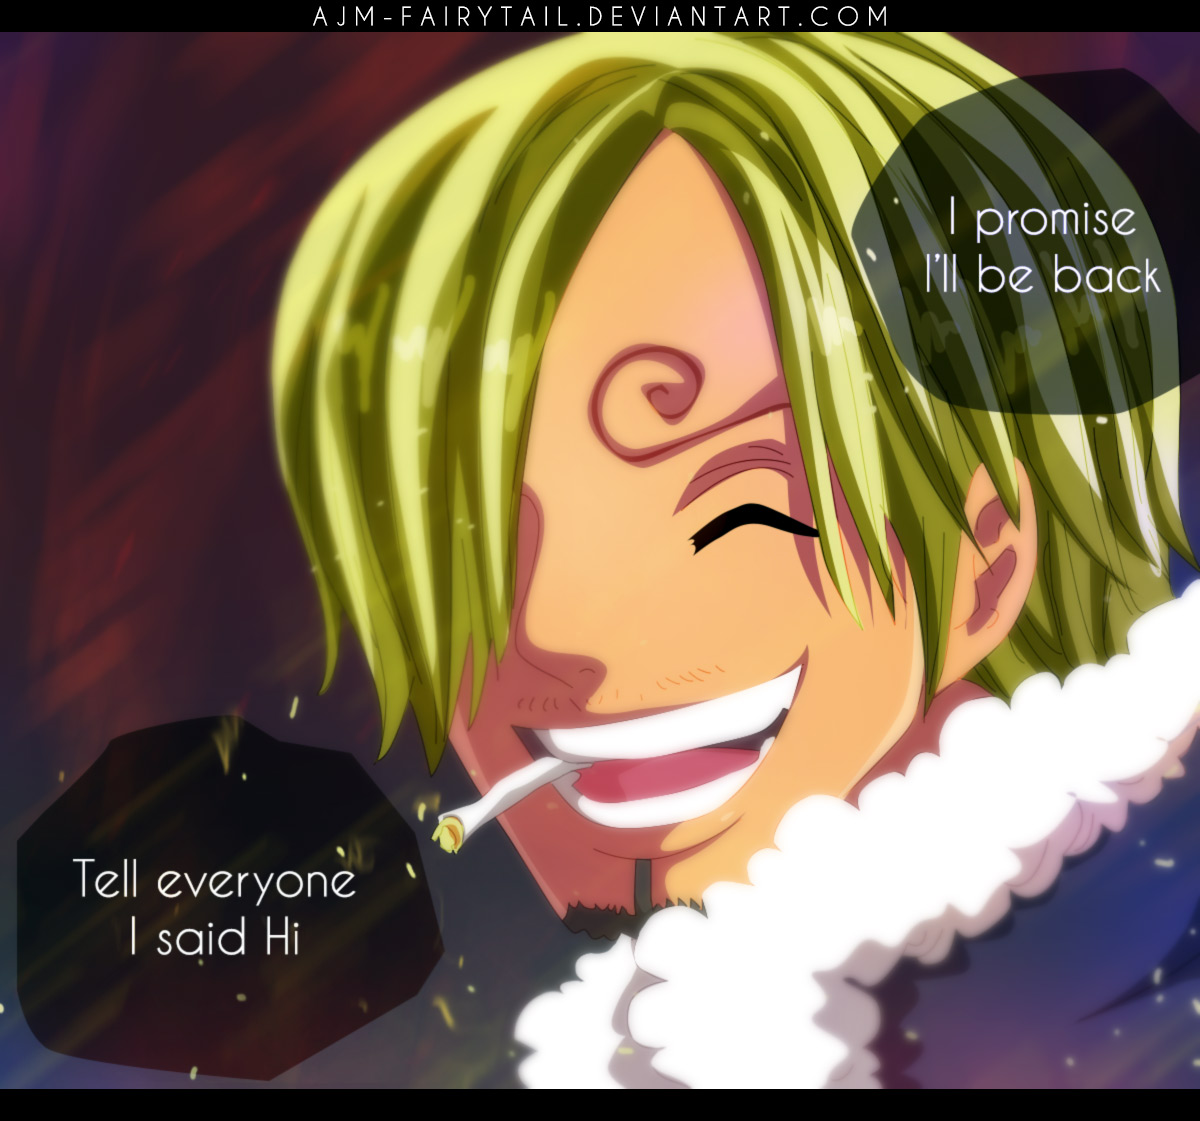 AJM-FAIRYTAIL.DEVIANTART.COM
I promise
I'll be back
Tell everyone
I said Hi